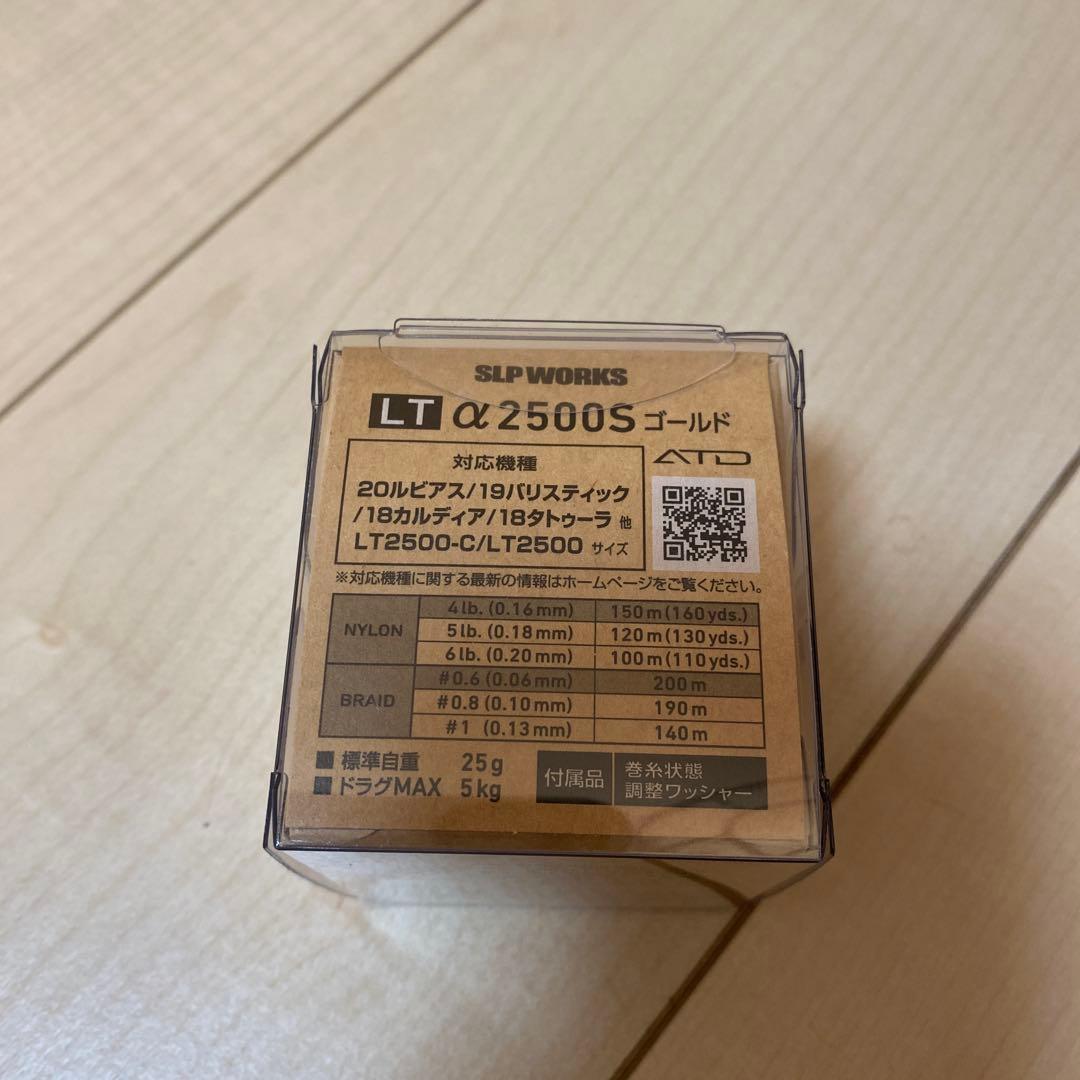 SLP WORKS
LT α2500S ゴールド
対応機種
ATD
20ルビアス/19バリスティック
/18カルディア/18タトゥーラ 他
LT2500-C/LT2500 サイズ
※対応機種に関する最新の情報はホームページをご覧ください。
NYLON
4lb. (0.16mm) 150m(160yds.)
5lb. (0.18mm) 120m(130yds.)
6lb. (0.20mm) 100m(110yds.)
BRAID
#0.6 (0.06mm) 200m
#0.8 (0.10mm) 190m
#1 (0.13mm) 140m
■ 標準自重 25g
■ ドラグMAX 5kg
付属品
巻糸状態
調整ワッシャー